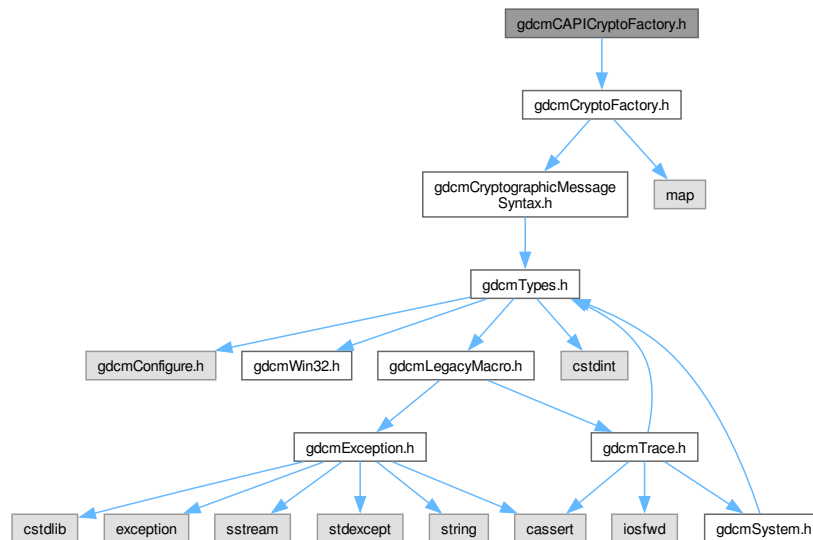 gdcmCAPICryptoFactory.h
gdcmCryptoFactory.h
gdcmCryptographicMessage
Syntax.h
map
gdcmTypes.h
gdcmConfigure.h
gdcmWin32.h
gdcmLegacyMacro.h
cstdint
gdcmException.h
gdcmTrace.h
cstdlib
exception
sstream
stdexcept
string
cassert
iosfwd
gdcmSystem.h